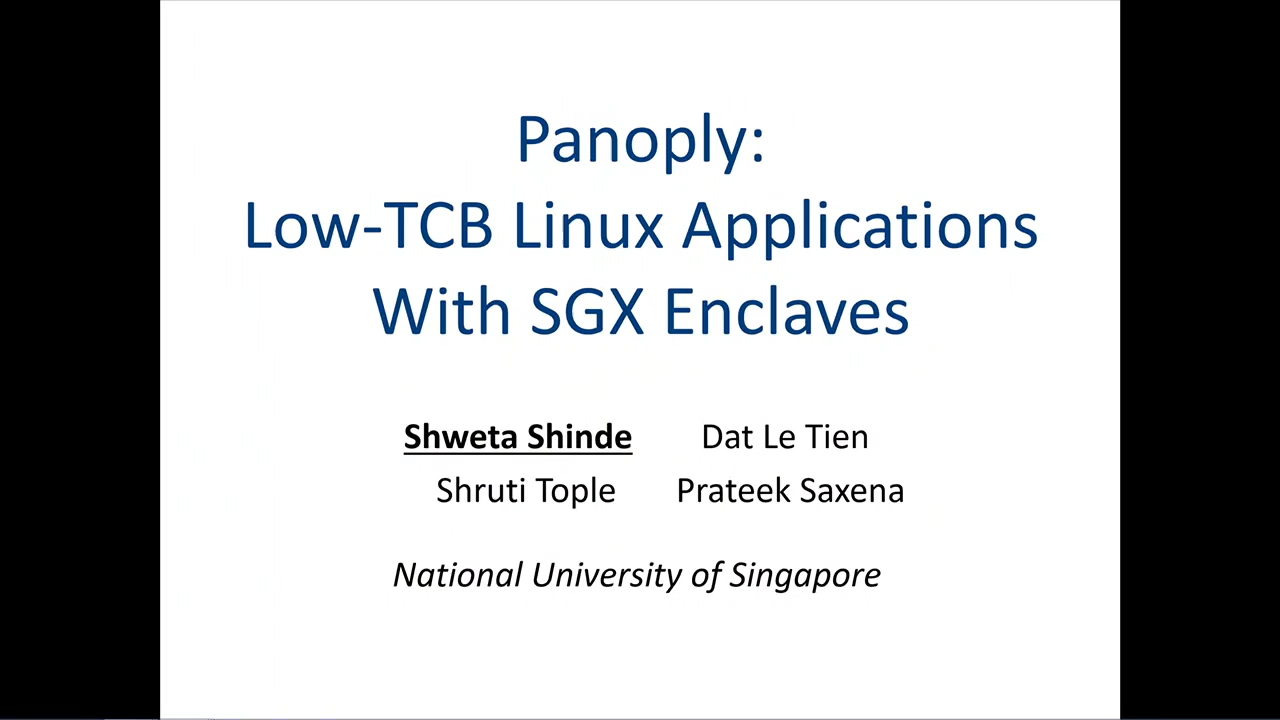 Panoply:
Low-TCB Linux Applications
With SGX Enclaves
Shweta Shinde Dat Le Tien
Shruti Tople Prateek Saxena
National University of Singapore